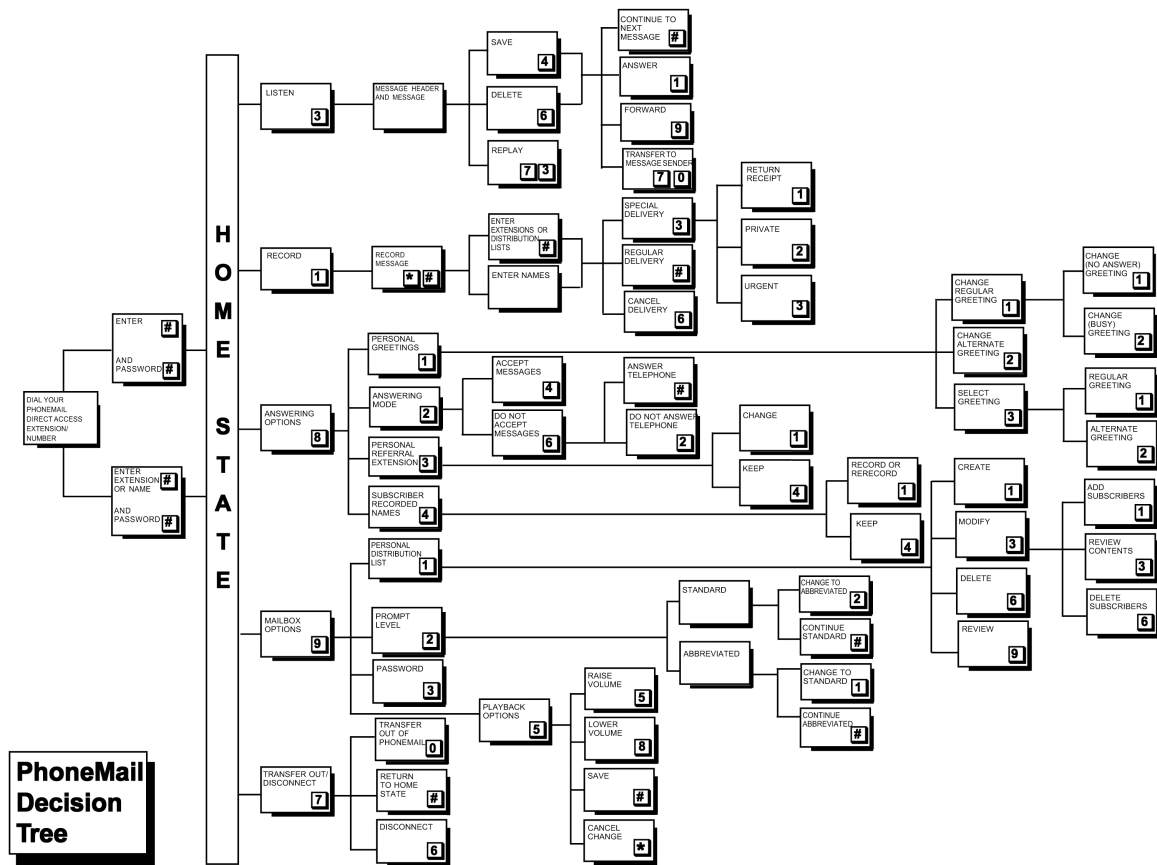 DIAL YOUR
PHONEMAIL
DIRECT ACCESS
EXTENSION/
NUMBER
ENTER
#
AND
PASSWORD #
ENTER
EXTENSION #
OR NAME
AND
PASSWORD #
HOME STATE
LISTEN
3
MESSAGE HEADER
AND MESSAGE
SAVE
4
DELETE
6
REPLAY
7 3
CONTINUE TO
NEXT
MESSAGE #
ANSWER
1
FORWARD
9
TRANSFER TO
MESSAGE SENDER
7 0
RECORD
1
RECORD
MESSAGE
* #
ENTER
EXTENSIONS OR
DISTRIBUTION
LISTS #
ENTER NAMES
SPECIAL
DELIVERY
3
REGULAR
DELIVERY
#
CANCEL
DELIVERY
6
RETURN
RECEIPT
1
PRIVATE
2
URGENT
3
ANSWERING
OPTIONS
8
PERSONAL
GREETINGS
1
CHANGE
REGULAR
GREETING
1
CHANGE
(NO ANSWER)
GREETING
1
CHANGE
(BUSY)
GREETING
2
CHANGE
ALTERNATE
GREETING
2
SELECT
GREETING
3
REGULAR
GREETING
1
ALTERNATE
GREETING
2
ANSWERING
MODE
2
ACCEPT
MESSAGES
4
DO NOT
ACCEPT
MESSAGES
6
ANSWER
TELEPHONE
#
DO NOT ANSWER
TELEPHONE
2
PERSONAL
REFERRAL
EXTENSION
3
CHANGE
1
KEEP
4
SUBSCRIBER
RECORDED
NAMES
4
RECORD OR
RERECORD
1
KEEP
4
MAILBOX
OPTIONS
9
PERSONAL
DISTRIBUTION
LIST
1
CREATE
1
MODIFY
3
ADD
SUBSCRIBERS
1
REVIEW
CONTENTS
3
DELETE
SUBSCRIBERS
6
DELETE
6
REVIEW
9
PROMPT
LEVEL
2
STANDARD
CHANGE TO
ABBREVIATED
2
CONTINUE
STANDARD
#
ABBREVIATED
CHANGE TO
STANDARD
1
CONTINUE
ABBREVIATED
#
PASSWORD
3
PLAYBACK
OPTIONS
5
RAISE
VOLUME
5
LOWER
VOLUME
8
SAVE
#
CANCEL
CHANGE
*
TRANSFER OUT/
DISCONNECT
7
TRANSFER
OUT OF
PHONEMAIL
0
RETURN
TO HOME
STATE
#
DISCONNECT
6
PhoneMail
Decision
Tree